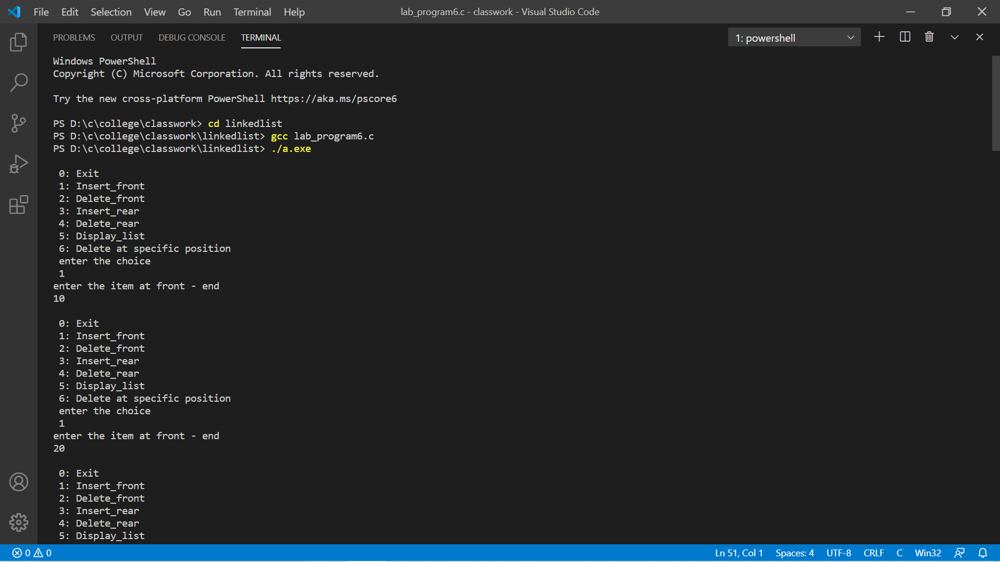 File Edit Selection View Go Run Terminal Help lab_program6.c - classwork - Visual Studio Code
PROBLEMS OUTPUT DEBUG CONSOLE TERMINAL 1: powershell
Windows PowerShell
Copyright (C) Microsoft Corporation. All rights reserved.
Try the new cross-platform PowerShell https://aka.ms/pscore6
PS D:\c\college\classwork> cd linkedlist
PS D:\c\college\classwork\linkedlist> gcc lab_program6.c
PS D:\c\college\classwork\linkedlist> ./a.exe
0: Exit
1: Insert_front
2: Delete_front
3: Insert_rear
4: Delete_rear
5: Display_list
6: Delete at specific position
enter the choice
1
enter the item at front - end
10
0: Exit
1: Insert_front
2: Delete_front
3: Insert_rear
4: Delete_rear
5: Display_list
6: Delete at specific position
enter the choice
1
enter the item at front - end
20
0: Exit
1: Insert_front
2: Delete_front
3: Insert_rear
4: Delete_rear
5: Display_list
0 0 Ln 51, Col 1 Spaces: 4 UTF-8 CRLF C Win32